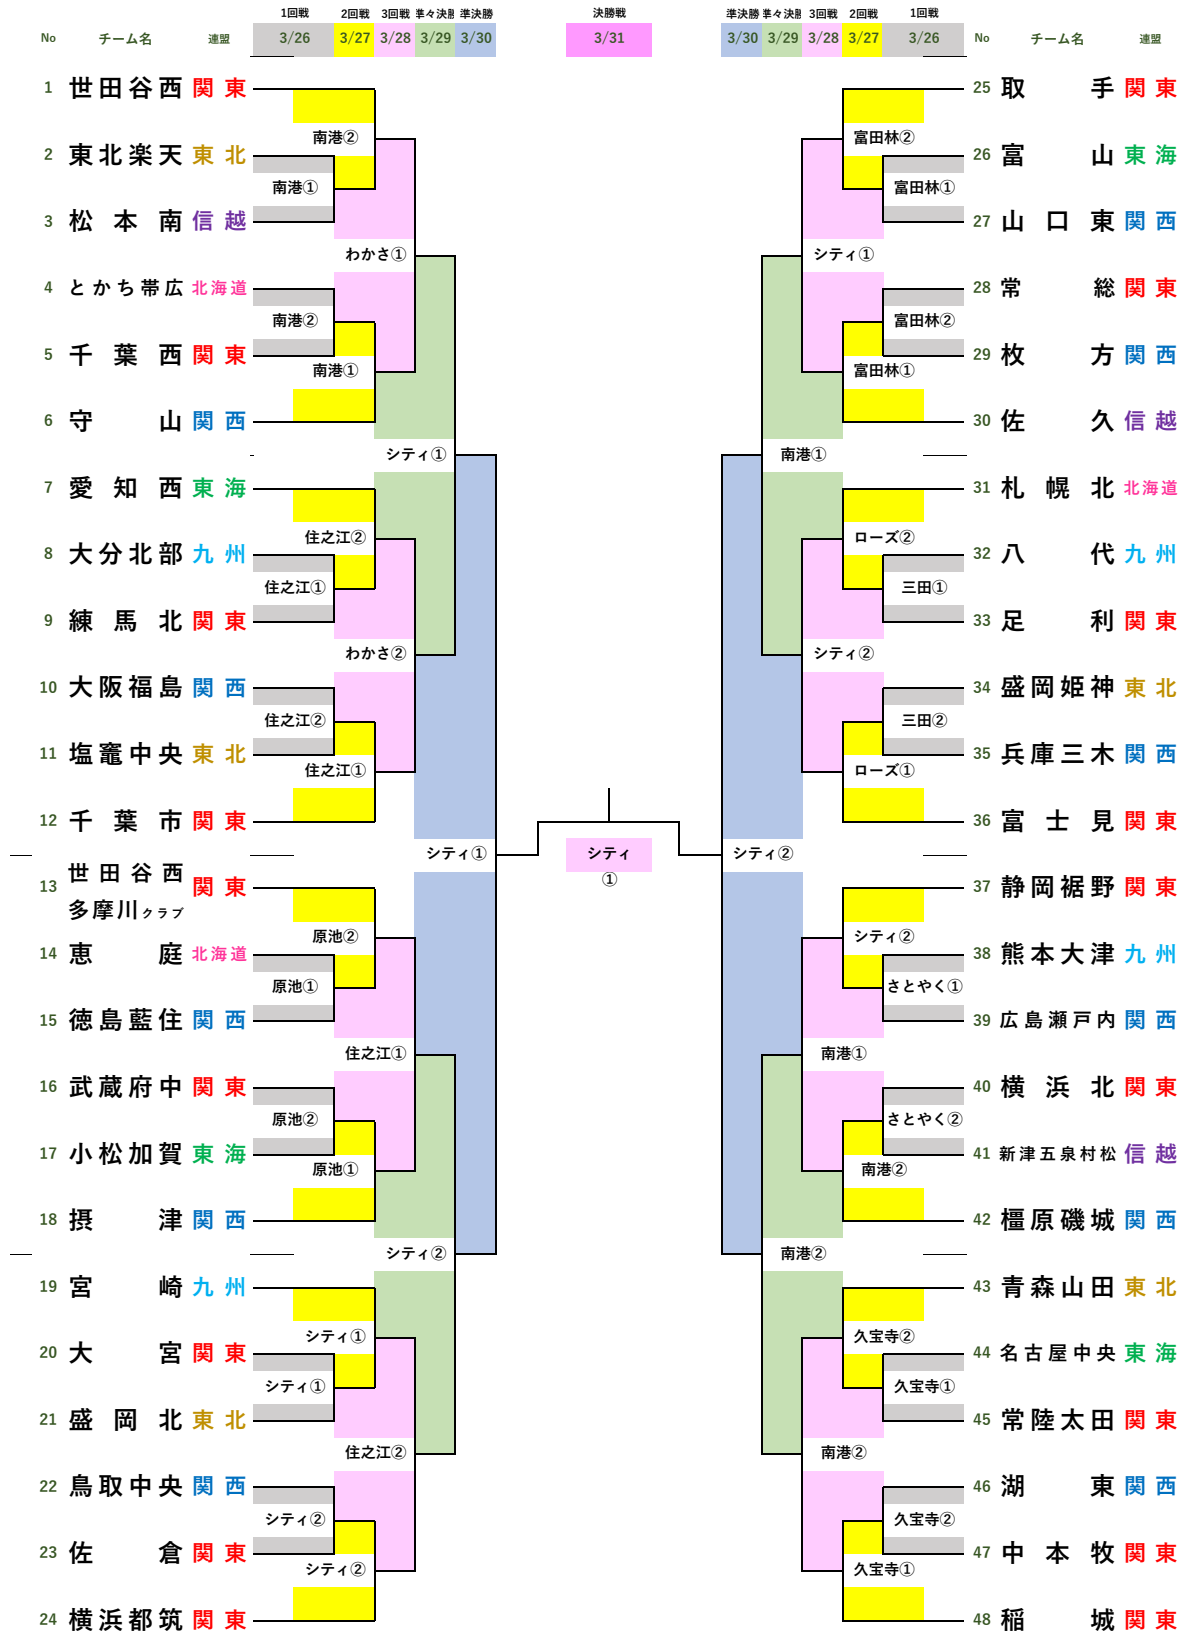 1回戦 2回戦 3回戦 準々決勝 準決勝 決勝戦 準決勝 準々決勝 3回戦 2回戦 1回戦
No チーム名 連盟 3/26 3/27 3/28 3/29 3/30 3/31 3/30 3/29 3/28 3/27 3/26 No チーム名 連盟
1 世田谷西 関東 25 取手 関東
南港② 富田林②
2 東北楽天 東北 26 富山 東海
南港① 富田林①
3 松本南 信越 27 山口東 関西
わかさ① シティ①
4 とかち帯広 北海道 28 常総 関東
南港② 富田林②
5 千葉西 関東 29 枚方 関西
南港① 富田林①
6 守山 関西 30 佐久 信越
シティ① 南港①
7 愛知西 東海 31 札幌北 北海道
住之江② ローズ②
8 大分北部 九州 32 八代 九州
住之江① 三田①
9 練馬北 関東 33 足利 関東
わかさ② シティ②
10 大阪福島 関西 34 盛岡姫神 東北
住之江② 三田②
11 塩竈中央 東北 35 兵庫三木 関西
住之江① ローズ①
12 千葉市 関東 36 富士見 関東
シティ① シティ シティ②
①
13 世田谷西 関東 37 静岡裾野 関東
多摩川クラブ
原池② シティ②
14 恵庭 北海道 38 熊本大津 九州
原池① さとやく①
15 徳島藍住 関西 39 広島瀬戸内 関西
住之江① 南港①
16 武蔵府中 関東 40 横浜北 関東
原池② さとやく②
17 小松加賀 東海 41 新津五泉村松 信越
原池① 南港②
18 摂津 関西 42 橿原磯城 関西
シティ② 南港②
19 宮崎 九州 43 青森山田 東北
シティ① 久宝寺②
20 大宮 関東 44 名古屋中央 東海
シティ① 久宝寺①
21 盛岡北 東北 45 常陸太田 関東
住之江② 南港②
22 鳥取中央 関西 46 湖東 関西
シティ② 久宝寺②
23 佐倉 関東 47 中本牧 関東
シティ② 久宝寺①
24 横浜都筑 関東 48 稲城 関東